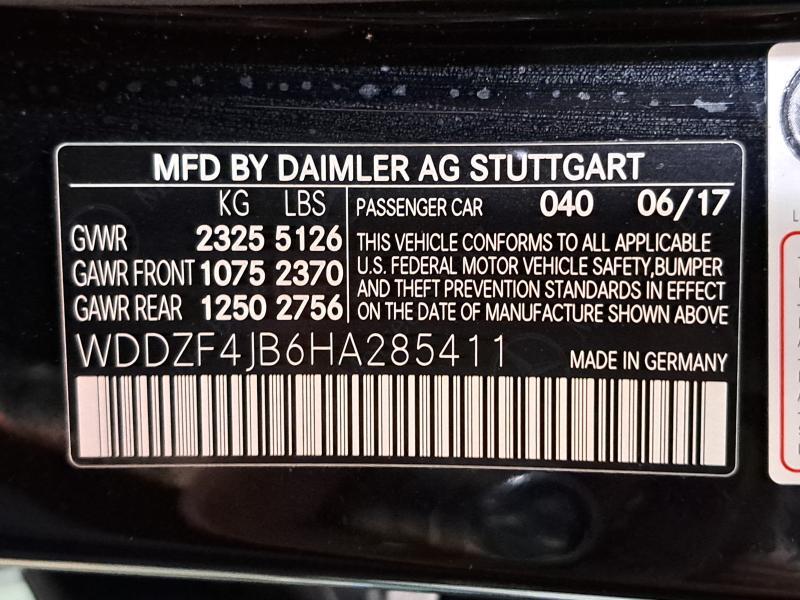 MFD BY DAIMLER AG STUTTGART
KG LBS
GVWR 2325 5126
GAWR FRONT 1075 2370
GAWR REAR 1250 2756
PASSENGER CAR 040 06/17
THIS VEHICLE CONFORMS TO ALL APPLICABLE
U.S. FEDERAL MOTOR VEHICLE SAFETY,BUMPER
AND THEFT PREVENTION STANDARDS IN EFFECT
ON THE DATE OF MANUFACTURE SHOWN ABOVE
WDDZF4JB6HA285411
MADE IN GERMANY